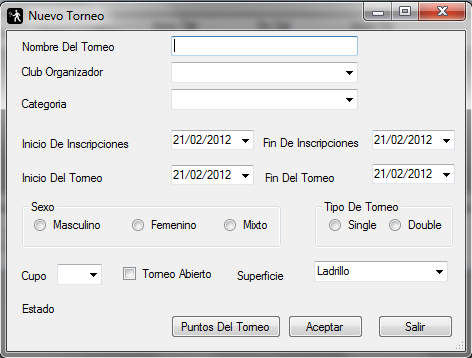 Nuevo Torneo
Nombre Del Torneo
Club Organizador
Categoria
Inicio De Inscripciones 21/02/2012 Fin De Inscripciones 21/02/2012
Inicio Del Torneo 21/02/2012 Fin Del Torneo 21/02/2012
Sexo Tipo De Torneo
Masculino Femenino Mixto Single Double
Cupo Torneo Abierto Superficie Ladrillo
Estado
Puntos Del Torneo Aceptar Salir